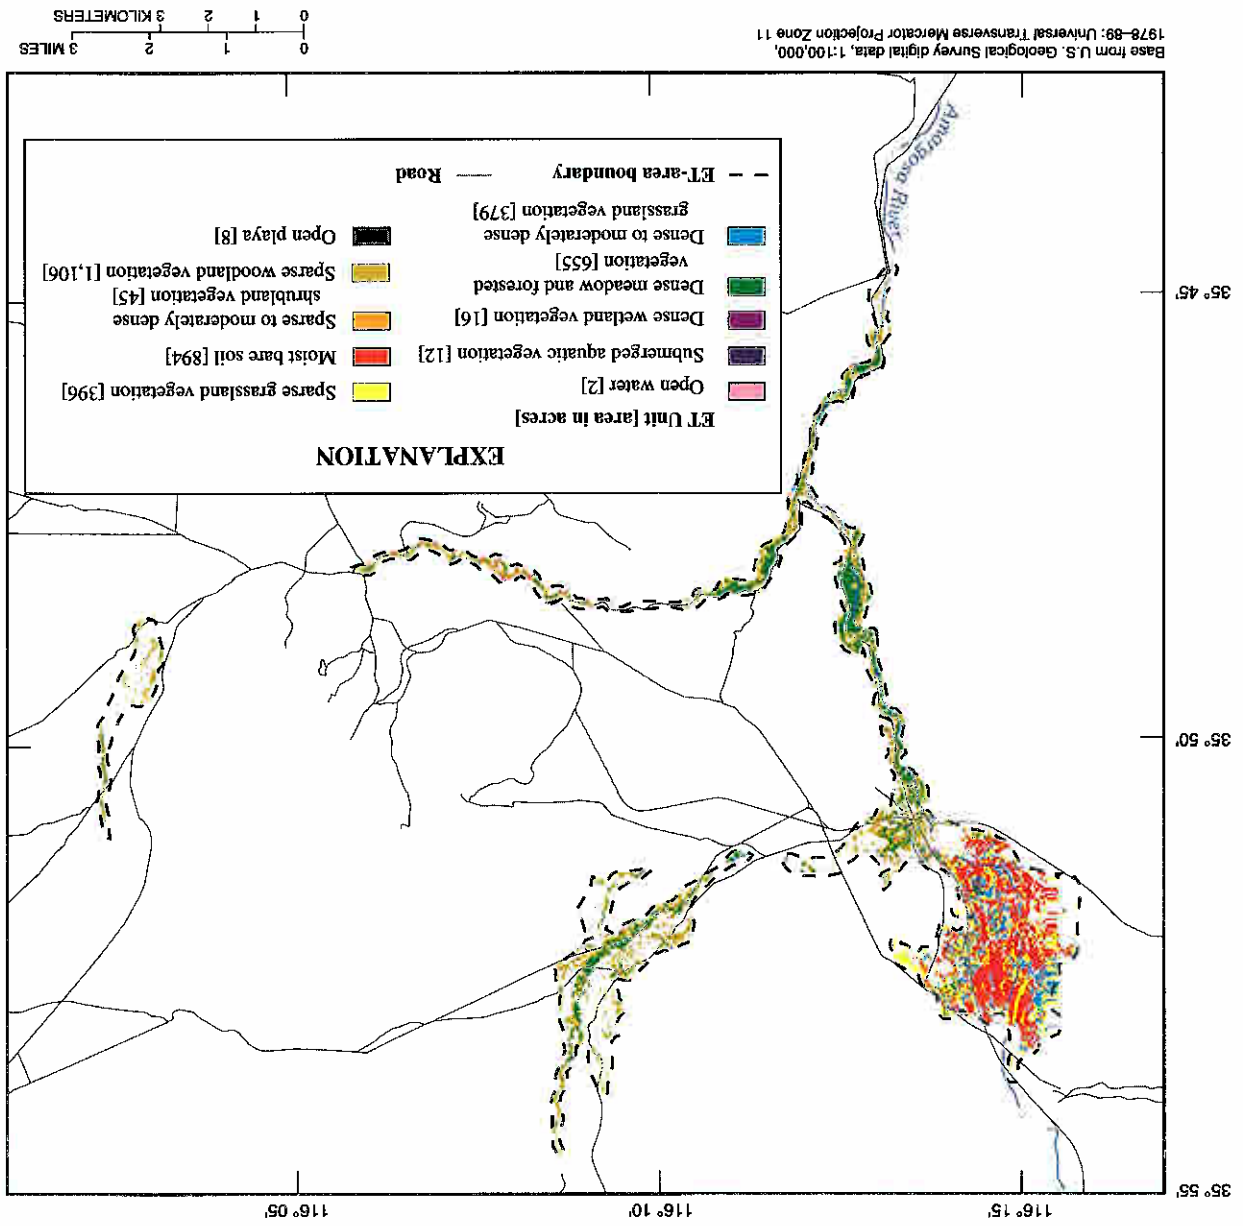 116° 15'
116° 10'
116° 05'
35° 55'
35° 50'
35° 45'
EXPLANATION
ET Unit [area in acres]
Open water [2]
Submerged aquatic vegetation [12]
Dense wetland vegetation [16]
Dense meadow and forested
vegetation [655]
Dense to moderately dense
grassland vegetation [379]
Sparse grassland vegetation [396]
Moist bare soil [894]
Sparse to moderately dense
shrubland vegetation [45]
Sparse woodland vegetation [1,106]
Open playa [8]
ET-area boundary
Road
Amargosa River
Base from U.S. Geological Survey digital data, 1:100,000,
1978–89: Universal Transverse Mercator Projection Zone 11
0 1 2 3 MILES
0 1 2 3 KILOMETERS